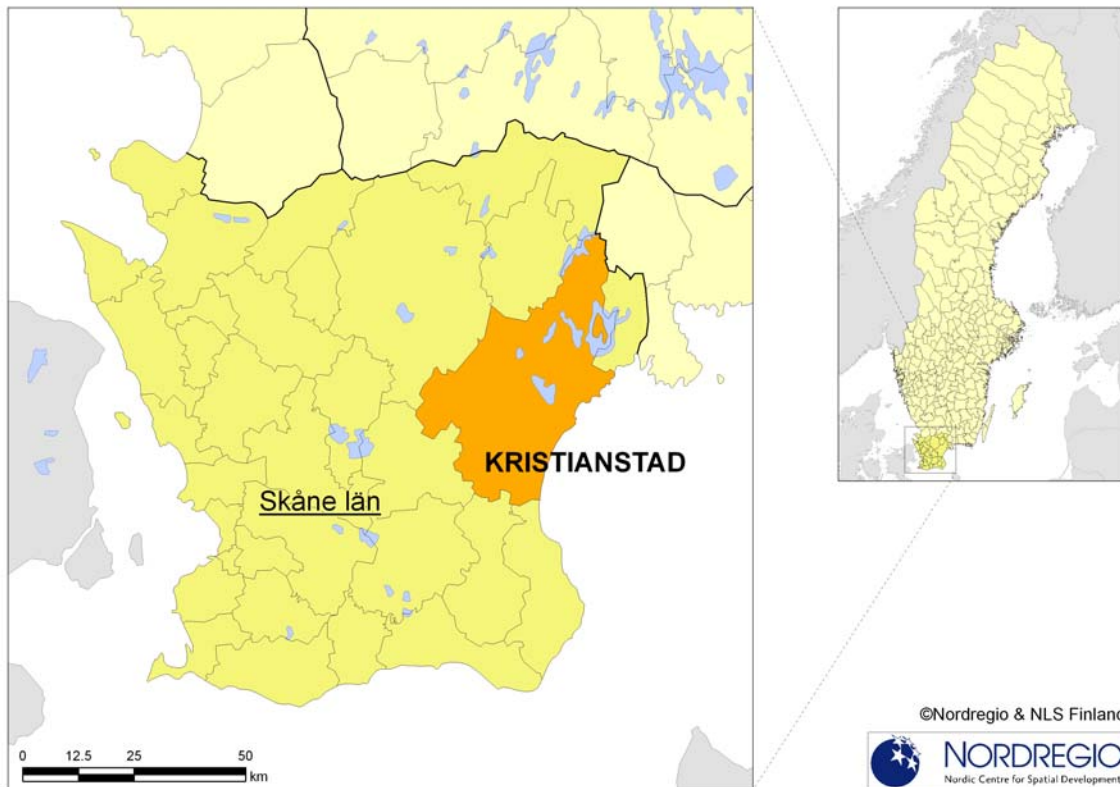 KRISTIANSTAD
Skåne län
0 12.5 25 50
km
©Nordregio & NLS Finland
NORDREGIO
Nordic Centre for Spatial Development